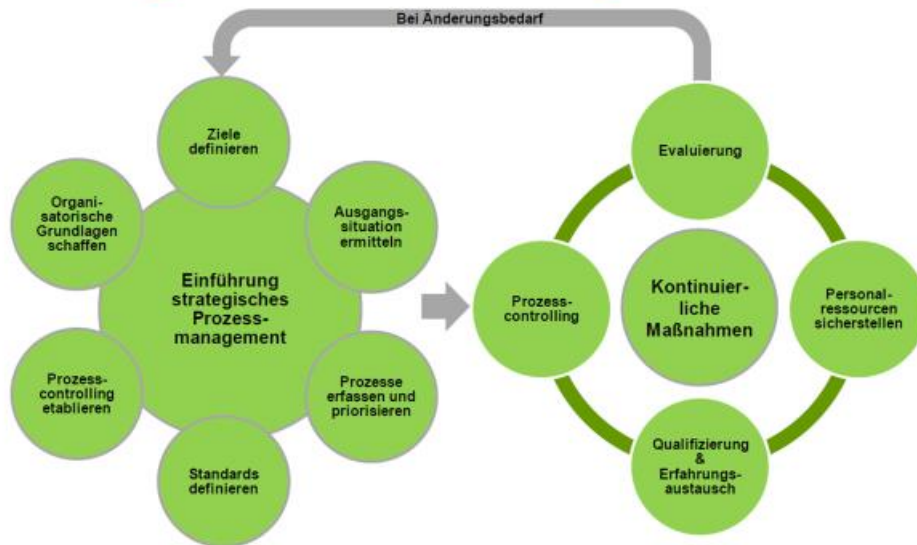 Bei Änderungsbedarf
Ziele
definieren
Organi-
satorische
Grundlagen
schaffen
Ausgangs-
situation
ermitteln
Einführung
strategisches
Prozess-
management
Prozess-
controlling
etablieren
Prozesse
erfassen und
priorisieren
Standards
definieren
Evaluierung
Prozess-
controlling
Kontinuier-
liche
Maßnahmen
Personal-
ressourcen
sicherstellen
Qualifizierung
&
Erfahrungs-
austausch